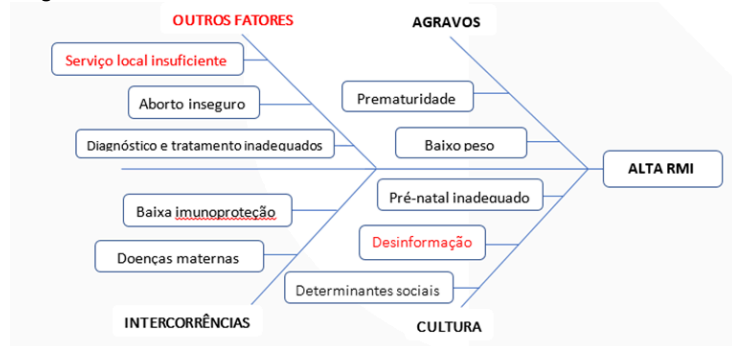 OUTROS FATORES
AGRAVOS
Serviço local insuficiente
Aborto inseguro
Prematuridade
Diagnóstico e tratamento inadequados
Baixo peso
ALTA RMI
Pré-natal inadequado
Baixa imunoproteção
Desinformação
Doenças maternas
Determinantes sociais
INTERCORRÊNCIAS
CULTURA